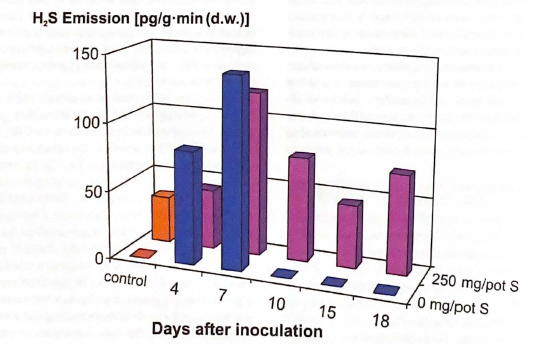 H₂S Emission [pg/g·min (d.w.)]
150
100
50
0
control
4
7
10
15
18
250 mg/pot S
0 mg/pot S
Days after inoculation